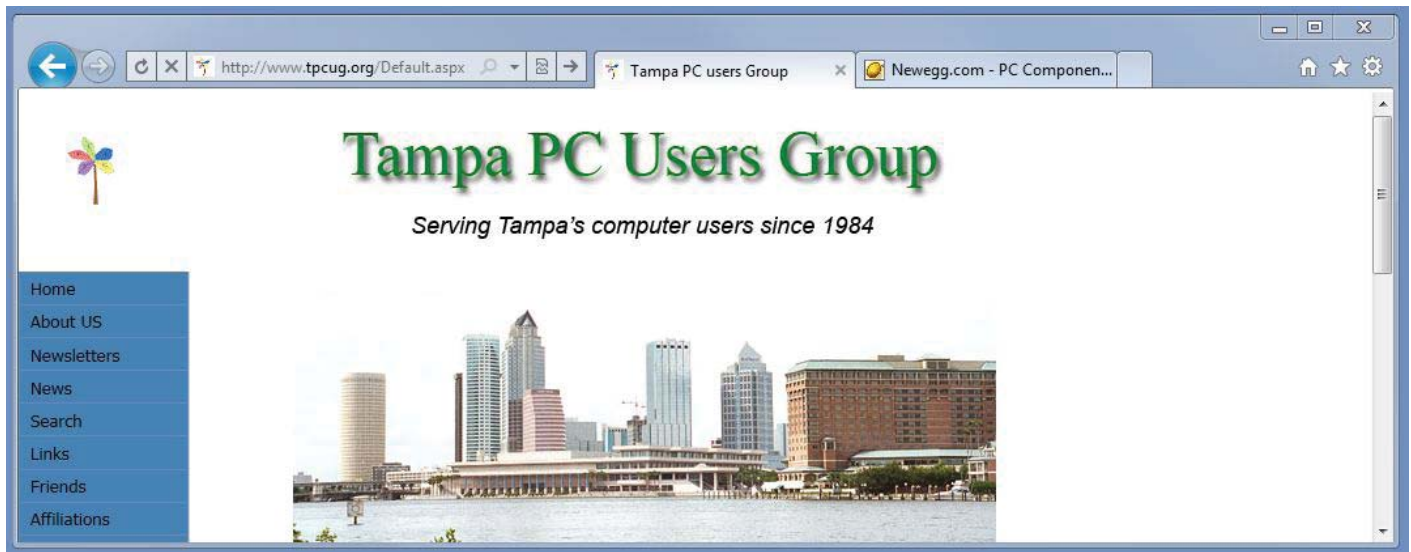 http://www.tpcug.org/Default.aspx
Tampa PC users Group
Newegg.com - PC Componen...
Tampa PC Users Group
Serving Tampa's computer users since 1984
Home
About US
Newsletters
News
Search
Links
Friends
Affiliations